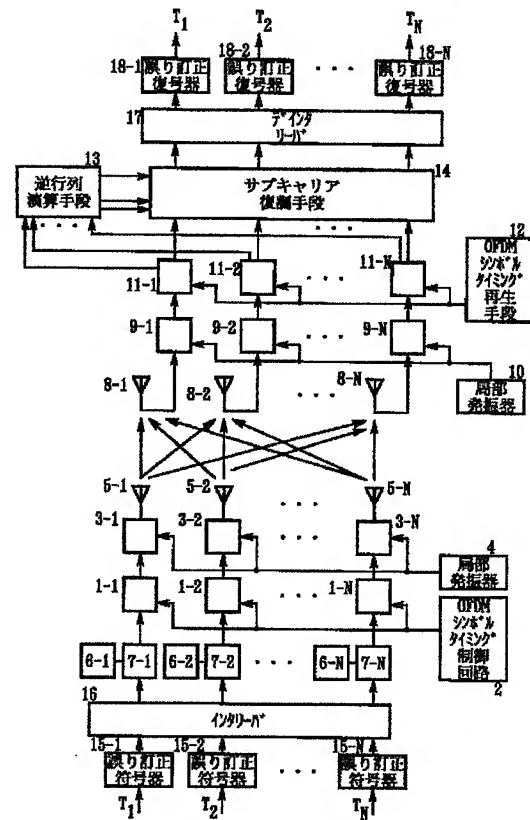 T1 T2 TN
18-1 18-2 18-N
誤り訂正復号器 誤り訂正復号器 ・・・ 誤り訂正復号器
17
デインタリーバ
13
逆行列演算手段
14
サブキャリア復調手段
12
OFDMシンボルタイミング再生手段
11-1 11-2 ・・・ 11-N
9-1 9-2 ・・・ 9-N
10
局部発振器
8-1 8-2 ・・・ 8-N
5-1 5-2 5-N
3-1 3-2 ・・・ 3-N
4
局部発振器
1-1 1-2 ・・・ 1-N
OFDMシンボルタイミング制御回路
2
6-1 7-1 6-2 7-2 ・・・ 6-N 7-N
16
インタリーバ
15-1 15-2 15-N
誤り訂正符号器 誤り訂正符号器 ・・・ 誤り訂正符号器
T1 T2 TN